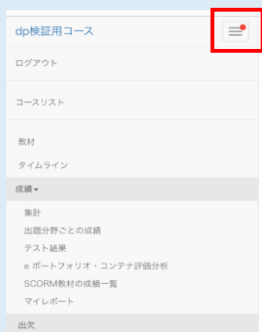 dp検証用コース
ログアウト
コースリスト
教材
タイムライン
成績▾
集計
出題分野ごとの成績
テスト結果
e ポートフォリオ・コンテンツ評価分析
SCORM教材の成績一覧
マイレポート
出欠